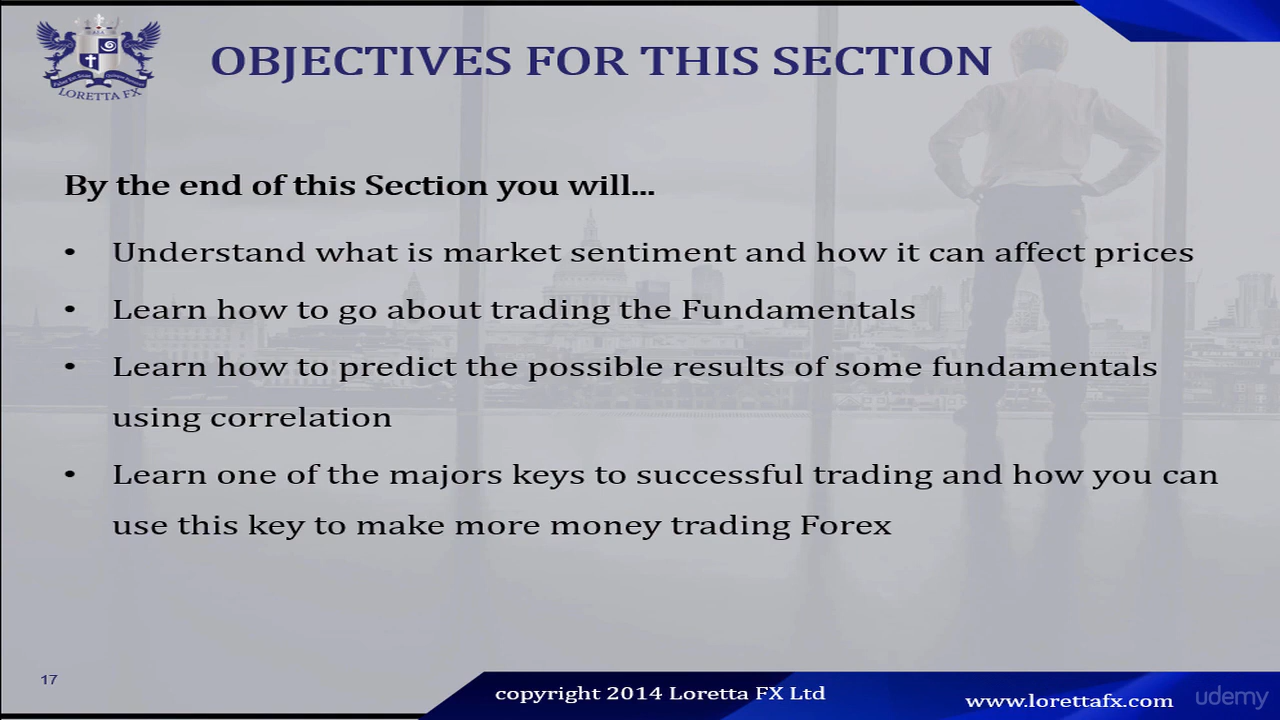 OBJECTIVES FOR THIS SECTION
LORETTA FX
By the end of this Section you will...
• Understand what is market sentiment and how it can affect prices
• Learn how to go about trading the Fundamentals
• Learn how to predict the possible results of some fundamentals
using correlation
• Learn one of the majors keys to successful trading and how you can
use this key to make more money trading Forex
17
copyright 2014 Loretta FX Ltd
www.lorettafx.com
udemy